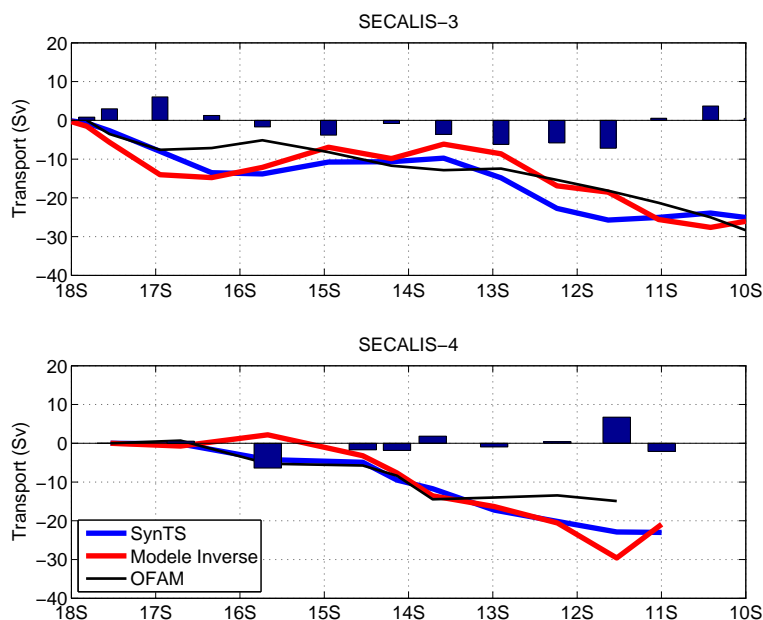 SECALIS−3
20
10
0
−10
−20
−30
−40
Transport (Sv)
18S 17S 16S 15S 14S 13S 12S 11S 10S
SECALIS−4
20
10
0
−10
−20
−30
−40
Transport (Sv)
SynTS
Modele Inverse
OFAM
18S 17S 16S 15S 14S 13S 12S 11S 10S